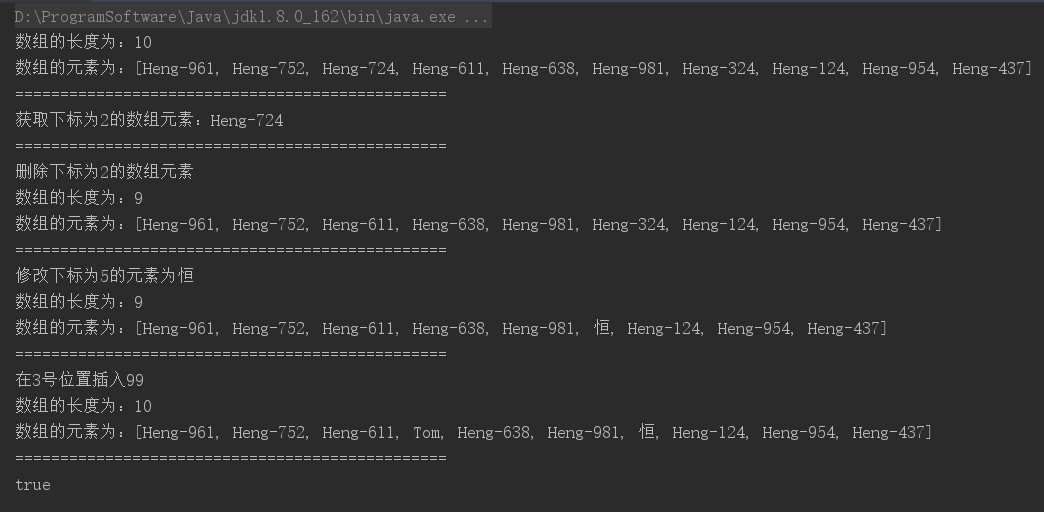 D:\ProgramSoftware\Java\jdk1.8.0_162\bin\java.exe ...
数组的长度为：10
数组的元素为：[Heng-961, Heng-752, Heng-724, Heng-611, Heng-638, Heng-981, Heng-324, Heng-124, Heng-954, Heng-437]
================================================
获取下标为2的数组元素：Heng-724
================================================
删除下标为2的数组元素
数组的长度为：9
数组的元素为：[Heng-961, Heng-752, Heng-611, Heng-638, Heng-981, Heng-324, Heng-124, Heng-954, Heng-437]
================================================
修改下标为5的元素为恒
数组的长度为：9
数组的元素为：[Heng-961, Heng-752, Heng-611, Heng-638, Heng-981, 恒, Heng-124, Heng-954, Heng-437]
================================================
在3号位置插入99
数组的长度为：10
数组的元素为：[Heng-961, Heng-752, Heng-611, Tom, Heng-638, Heng-981, 恒, Heng-124, Heng-954, Heng-437]
================================================
true